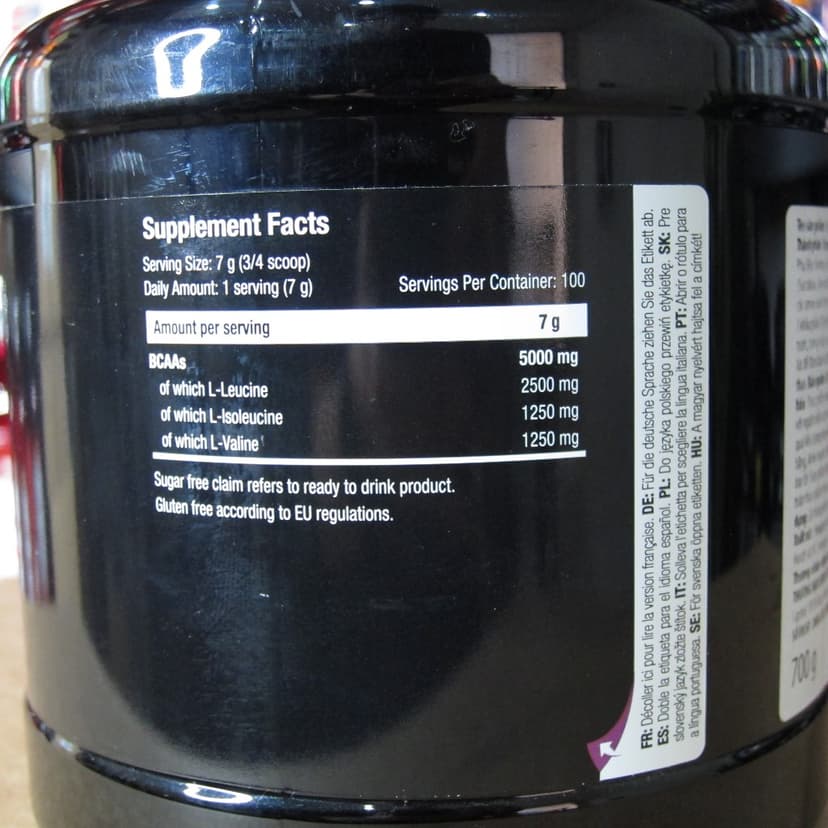 Supplement Facts
Serving Size: 7 g (3/4 scoop)
Daily Amount: 1 serving (7 g)
Servings Per Container: 100
Amount per serving 7 g
BCAAs 5000 mg
of which L-Leucine 2500 mg
of which L-Isoleucine 1250 mg
of which L-Valine 1250 mg
Sugar free claim refers to ready to drink product.
Gluten free according to EU regulations.
FR: Décoller ici pour lire la version française. DE: Für die deutsche Sprache ziehen Sie das Etikett ab.
ES: Doble la etiqueta para el idioma español. PL: Do języka polskiego przewiń etykietkę. SK: Pre
slovenský jazyk zložte štítok. IT: Solleva l'etichetta per scegliere la lingua Italiana. PT: Abrir o rótulo para
a língua portuguesa. SE: För svenska öppna etiketten. HU: A magyar nyelvért hajtsa fel a címkét!
700 g